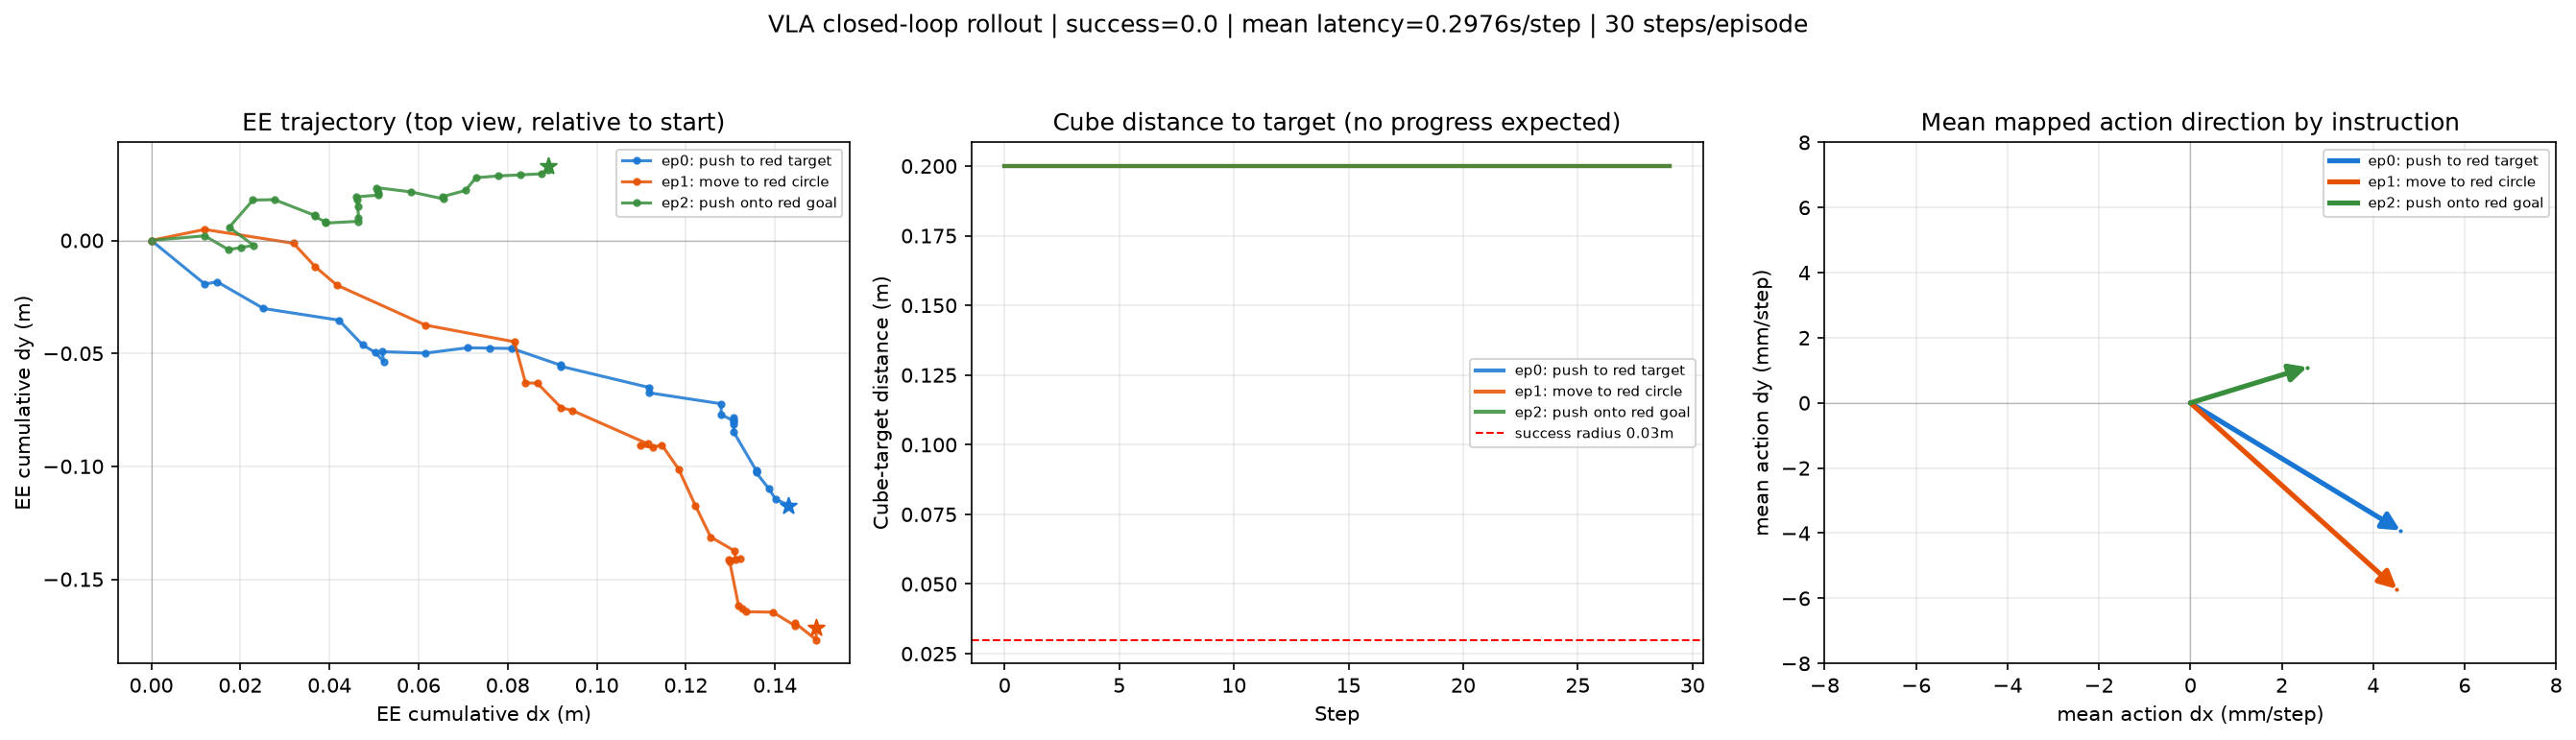 VLA closed-loop rollout | success=0.0 | mean latency=0.2976s/step | 30 steps/episode
EE trajectory (top view, relative to start)
ep0: push to red target
ep1: move to red circle
ep2: push onto red goal
0.00
−0.05
−0.10
−0.15
EE cumulative dy (m)
0.00 0.02 0.04 0.06 0.08 0.10 0.12 0.14
EE cumulative dx (m)
Cube distance to target (no progress expected)
0.200
0.175
0.150
0.125
0.100
0.075
0.050
0.025
Cube-target distance (m)
ep0: push to red target
ep1: move to red circle
ep2: push onto red goal
success radius 0.03m
0 5 10 15 20 25 30
Step
Mean mapped action direction by instruction
ep0: push to red target
ep1: move to red circle
ep2: push onto red goal
8
6
4
2
0
−2
−4
−6
−8
mean action dy (mm/step)
−8 −6 −4 −2 0 2 4 6 8
mean action dx (mm/step)